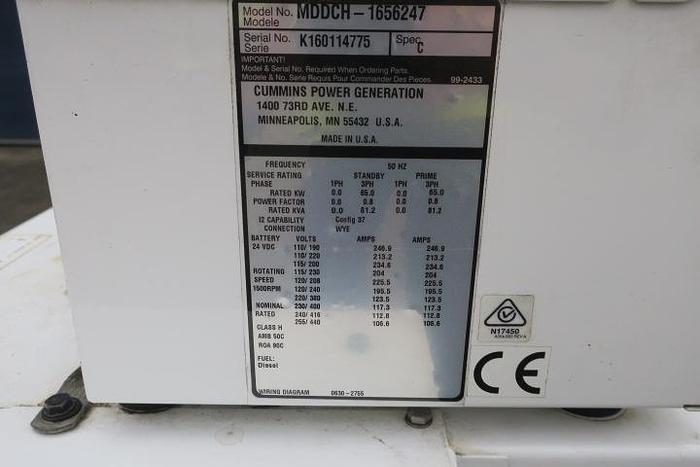 Model No. MDDCH-1656247
Modele
Serial No. K160114775 Spec C
Serie
IMPORTANT!
Model & Serial No. Required When Ordering Parts.
Modele & No. Serie Requis Pour Commander Des Pieces. 99-2433
CUMMINS POWER GENERATION
1400 73RD AVE. N.E.
MINNEAPOLIS, MN 55432 U.S.A.
MADE IN U.S.A.
FREQUENCY 50 HZ
SERVICE RATING STANDBY PRIME
PHASE 1PH 3PH 1PH 3PH
RATED KW 0.0 65.0 0.0 65.0
POWER FACTOR 0.0 0.8 0.0 0.8
RATED KVA 0.0 81.2 0.0 81.2
I2 CAPABILITY Config 37
CONNECTION WYE
BATTERY VOLTS AMPS AMPS
24 VDC 110/190 246.9 246.9
110/220 213.2 213.2
115/200 234.6 234.6
ROTATING 115/230 204 204
SPEED 120/208 225.5 225.5
1500RPM 120/240 195.5 195.5
220/380 123.5 123.5
NOMINAL 230/400 117.3 117.3
RATED 240/416 112.8 112.8
255/440 106.6 106.6
CLASS H
AMB 50C
ROA 90C
FUEL:
Diesel
WIRING DIAGRAM 0630-2755
N17450
CE